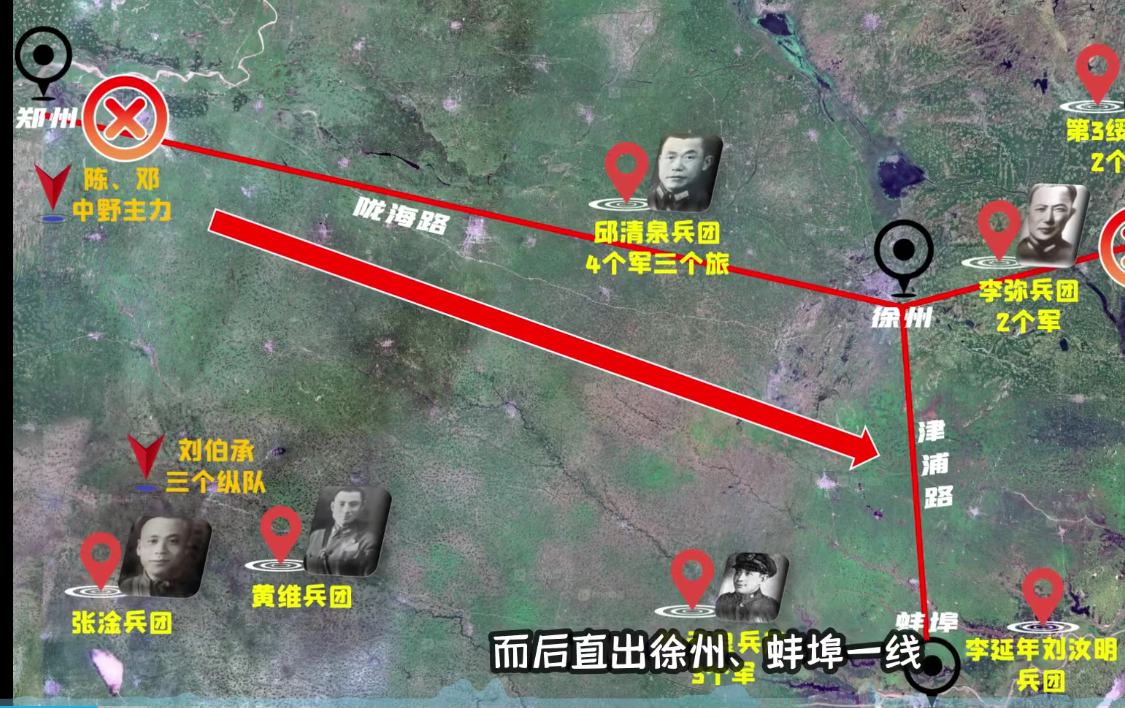 郑州
陈、邓
中野主力
陇海路
邱清泉兵团
4个军三个旅
第3绥
2个
徐州
李弥兵团
2个军
刘伯承
三个纵队
津
浦
路
张淦兵团
黄维兵团
蚌埠
李延年刘汝明
兵团
而后直出徐州、蚌埠一线